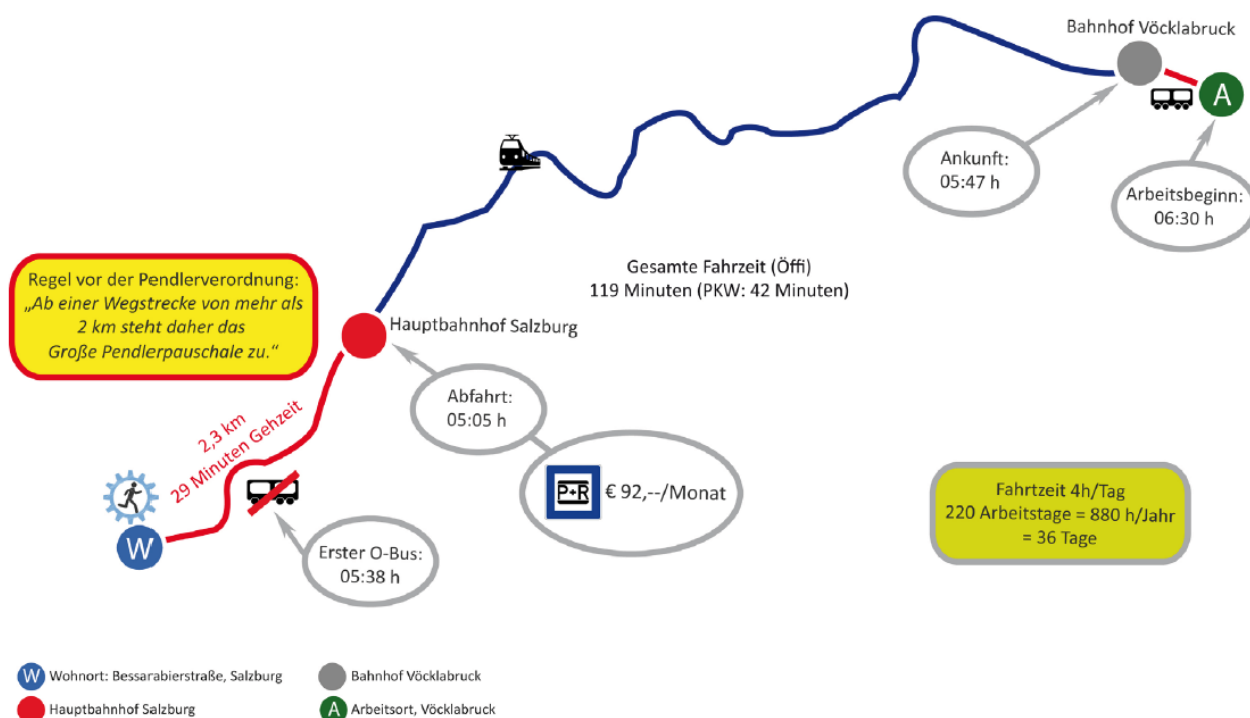 Bahnhof Vöcklabruck
A
Ankunft:
05:47 h
Arbeitsbeginn:
06:30 h
Regel vor der Pendlerverordnung:
„Ab einer Wegstrecke von mehr als
2 km steht daher das
Große Pendlerpauschale zu.“
Gesamte Fahrzeit (Öffi)
119 Minuten (PKW: 42 Minuten)
Hauptbahnhof Salzburg
Abfahrt:
05:05 h
2,3 km
29 Minuten Gehzeit
P+R
€ 92,--/Monat
W
Erster O-Bus:
05:38 h
Fahrtzeit 4h/Tag
220 Arbeitstage = 880 h/Jahr
= 36 Tage
W Wohnort: Bessarabierstraße, Salzburg
Bahnhof Vöcklabruck
Hauptbahnhof Salzburg
A Arbeitsort, Vöcklabruck